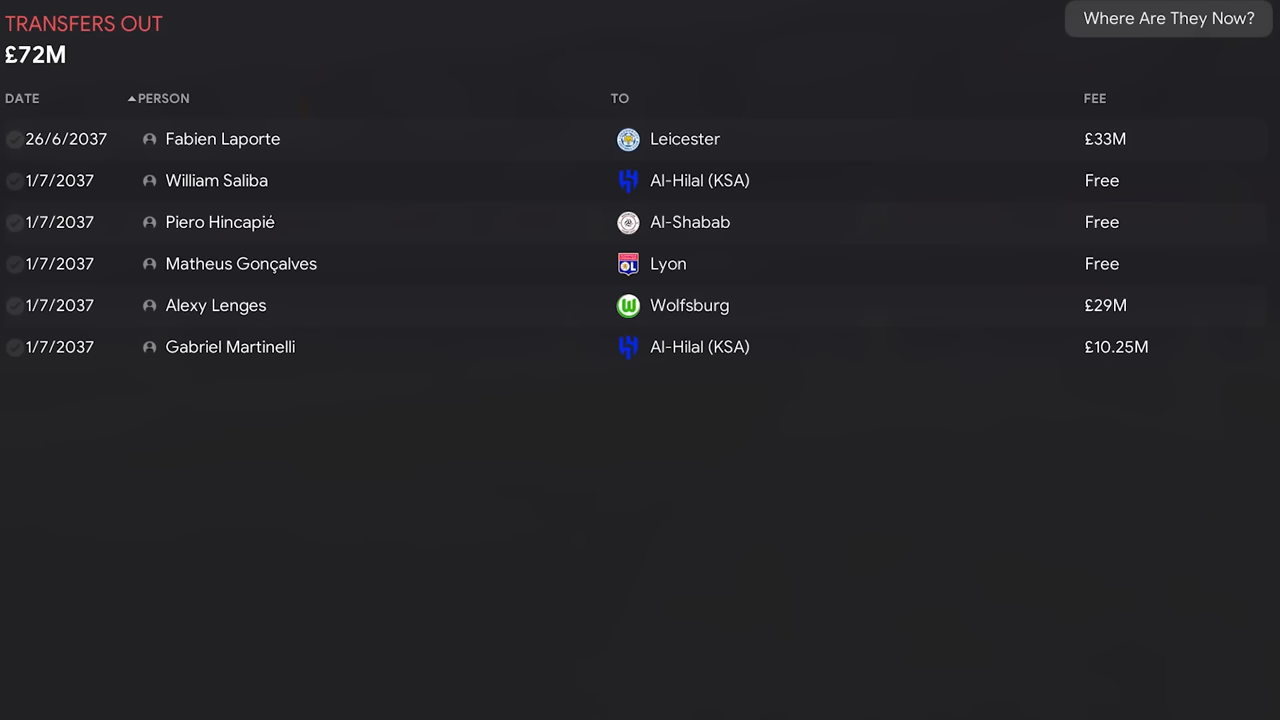 TRANSFERS OUT
Where Are They Now?
£72M
DATE PERSON TO FEE
26/6/2037 Fabien Laporte Leicester £33M
1/7/2037 William Saliba Al-Hilal (KSA) Free
1/7/2037 Piero Hincapié Al-Shabab Free
1/7/2037 Matheus Gonçalves Lyon Free
1/7/2037 Alexy Lenges Wolfsburg £29M
1/7/2037 Gabriel Martinelli Al-Hilal (KSA) £10.25M